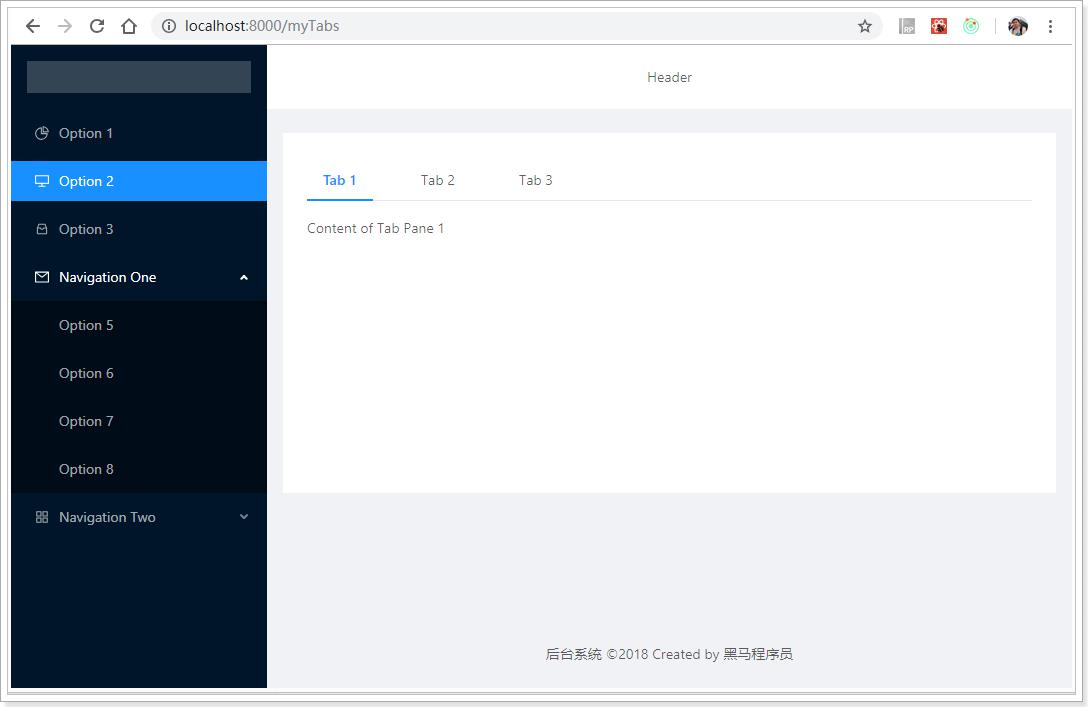 localhost:8000/myTabs
RP
Header
Option 1
Option 2
Option 3
Navigation One
Option 5
Option 6
Option 7
Option 8
Navigation Two
Tab 1 Tab 2 Tab 3
Content of Tab Pane 1
后台系统 ©2018 Created by 黑马程序员